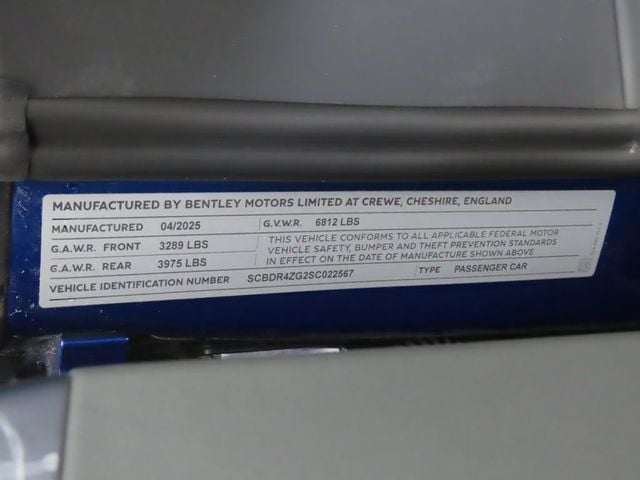 MANUFACTURED BY BENTLEY MOTORS LIMITED AT CREWE, CHESHIRE, ENGLAND
MANUFACTURED 04/2025 G.V.W.R. 6812 LBS
G.A.W.R. FRONT 3289 LBS
G.A.W.R. REAR 3975 LBS
THIS VEHICLE CONFORMS TO ALL APPLICABLE FEDERAL MOTOR
VEHICLE SAFETY, BUMPER AND THEFT PREVENTION STANDARDS
IN EFFECT ON THE DATE OF MANUFACTURE SHOWN ABOVE
VEHICLE IDENTIFICATION NUMBER SCBDR4ZG2SC022567 TYPE PASSENGER CAR